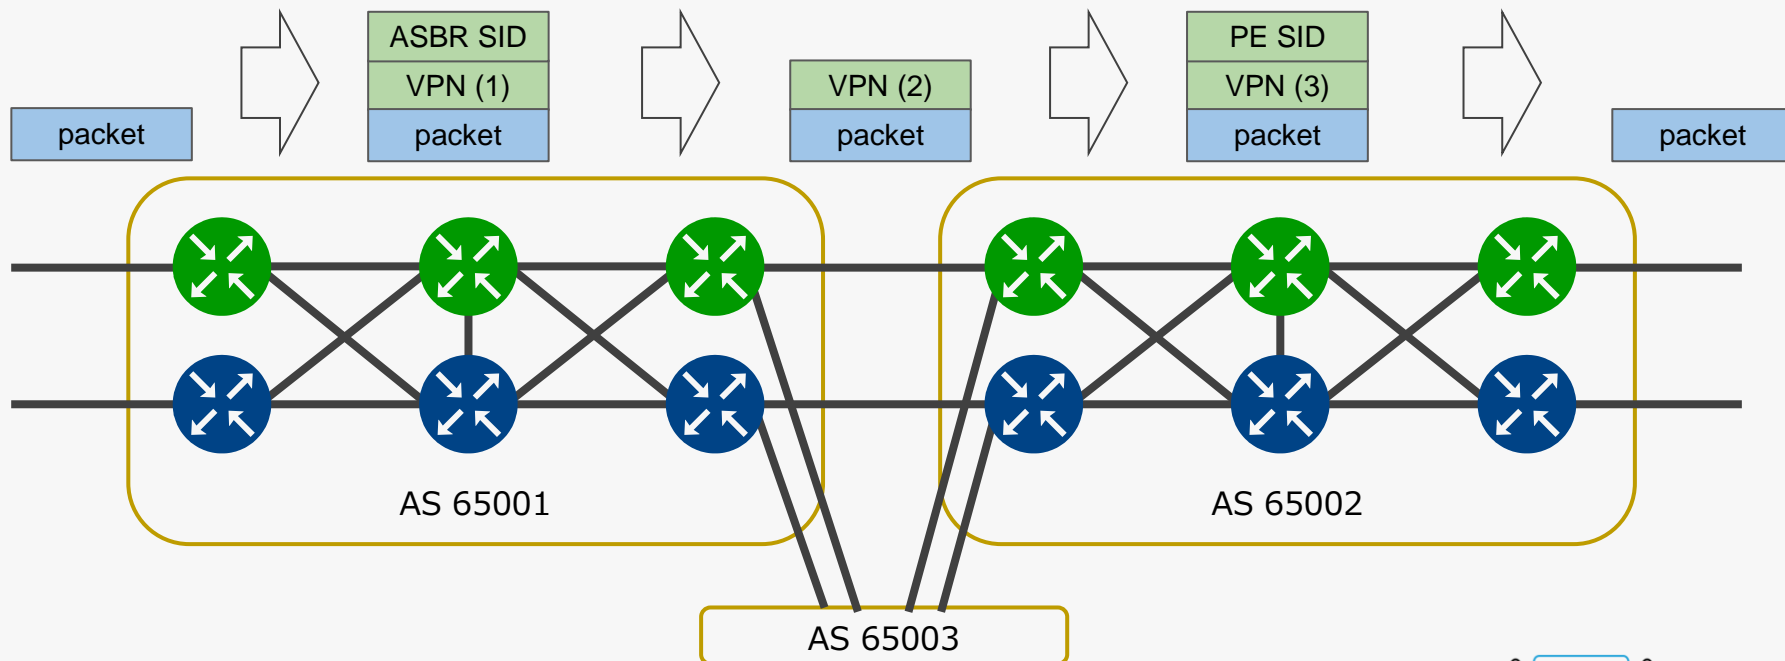 ASBR SID
PE SID
VPN (1)
VPN (2)
VPN (3)
packet
packet
packet
packet
packet
AS 65001
AS 65002
AS 65003